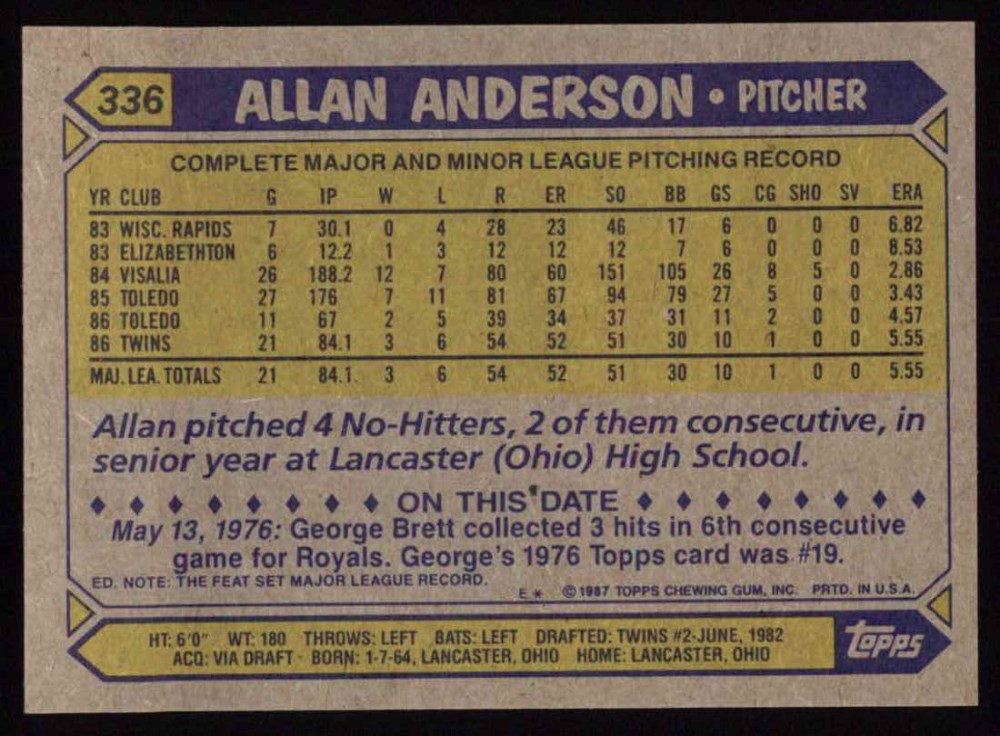 336 ALLAN ANDERSON • PITCHER
COMPLETE MAJOR AND MINOR LEAGUE PITCHING RECORD
YR CLUB G IP W L R ER SO BB GS CG SHO SV ERA
83 WISC. RAPIDS 7 30.1 0 4 28 23 46 17 6 0 0 0 6.82
83 ELIZABETHTON 6 12.2 1 3 12 12 12 7 6 0 0 0 8.53
84 VISALIA 26 188.2 12 7 80 60 151 105 26 8 5 0 2.86
85 TOLEDO 27 176 7 11 81 67 94 79 27 5 0 0 3.43
86 TOLEDO 11 67 2 5 39 34 37 31 11 2 0 0 4.57
86 TWINS 21 84.1 3 6 54 52 51 30 10 1 0 0 5.55
MAJ. LEA. TOTALS 21 84.1 3 6 54 52 51 30 10 1 0 0 5.55
Allan pitched 4 No-Hitters, 2 of them consecutive, in
senior year at Lancaster (Ohio) High School.
ON THIS DATE
May 13, 1976: George Brett collected 3 hits in 6th consecutive
game for Royals. George's 1976 Topps card was #19.
ED. NOTE: THE FEAT SET MAJOR LEAGUE RECORD.
E * © 1987 TOPPS CHEWING GUM, INC. PRTD. IN U.S.A.
HT: 6'0" WT: 180 THROWS: LEFT BATS: LEFT DRAFTED: TWINS #2-JUNE, 1982
ACQ: VIA DRAFT BORN: 1-7-64, LANCASTER, OHIO HOME: LANCASTER, OHIO
topps